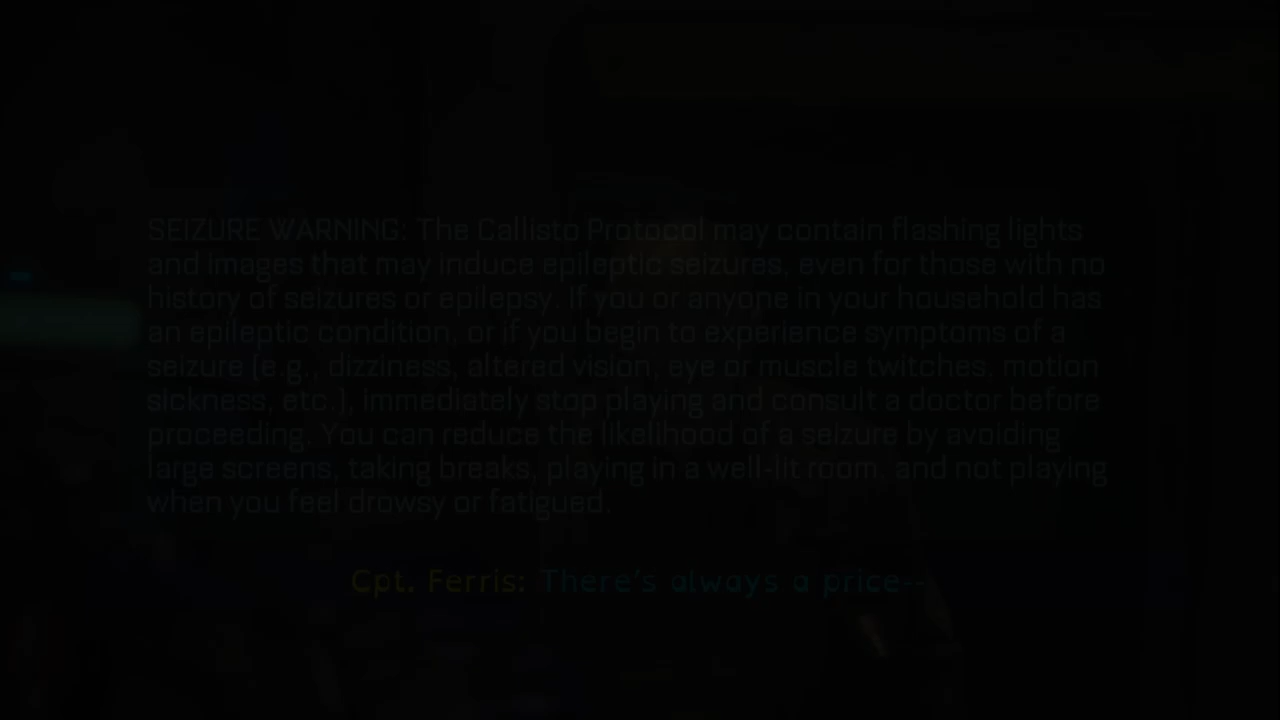 SEIZURE WARNING: The Callisto Protocol may contain flashing lights
and images that may induce epileptic seizures, even for those with no
history of seizures or epilepsy. If you or anyone in your household has
an epileptic condition, or if you begin to experience symptoms of a
seizure (e.g., dizziness, altered vision, eye or muscle twitches, motion
sickness, etc.), immediately stop playing and consult a doctor before
proceeding. You can reduce the likelihood of a seizure by avoiding
large screens, taking breaks, playing in a well-lit room, and not playing
when you feel drowsy or fatigued.
Cpt. Ferris: There's always a price--